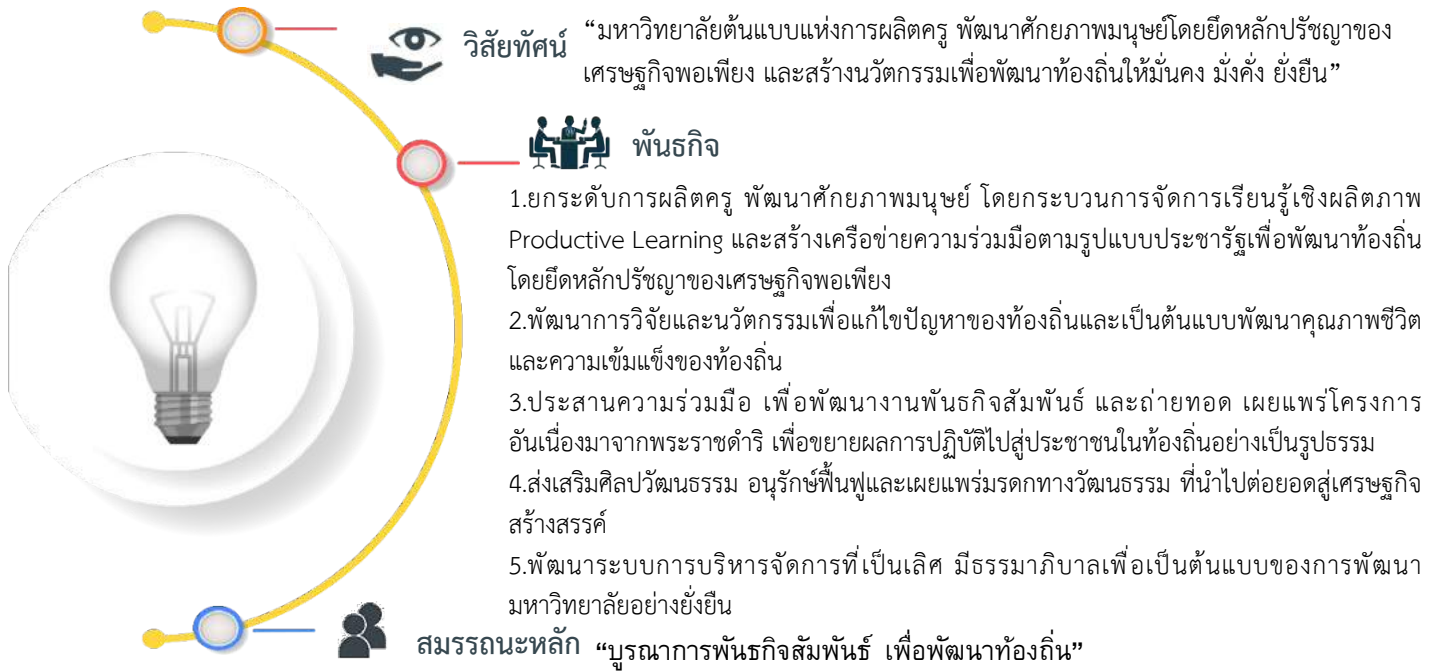 วิสัยทัศน์
“มหาวิทยาลัยต้นแบบแห่งการผลิตครู พัฒนาศักยภาพมนุษย์โดยยึดหลักปรัชญาของ
เศรษฐกิจพอเพียง และสร้างนวัตกรรมเพื่อพัฒนาท้องถิ่นให้มั่นคง มั่งคั่ง ยั่งยืน”
พันธกิจ
1.ยกระดับการผลิตครู พัฒนาศักยภาพมนุษย์ โดยกระบวนการจัดการเรียนรู้เชิงผลิตภาพ
Productive Learning และสร้างเครือข่ายความร่วมมือตามรูปแบบประชารัฐเพื่อพัฒนาท้องถิ่น
โดยยึดหลักปรัชญาของเศรษฐกิจพอเพียง
2.พัฒนาการวิจัยและนวัตกรรมเพื่อแก้ไขปัญหาของท้องถิ่นและเป็นต้นแบบพัฒนาคุณภาพชีวิต
และความเข้มแข็งของท้องถิ่น
3.ประสานความร่วมมือ เพื่อพัฒนางานพันธกิจสัมพันธ์ และถ่ายทอด เผยแพร่โครงการ
อันเนื่องมาจากพระราชดำริ เพื่อขยายผลการปฏิบัติไปสู่ประชาชนในท้องถิ่นอย่างเป็นรูปธรรม
4.ส่งเสริมศิลปวัฒนธรรม อนุรักษ์ฟื้นฟูและเผยแพร่มรดกทางวัฒนธรรม ที่นำไปต่อยอดสู่เศรษฐกิจ
สร้างสรรค์
5.พัฒนาระบบการบริหารจัดการที่เป็นเลิศ มีธรรมาภิบาลเพื่อเป็นต้นแบบของการพัฒนา
มหาวิทยาลัยอย่างยั่งยืน
สมรรถนะหลัก “บูรณาการพันธกิจสัมพันธ์ เพื่อพัฒนาท้องถิ่น”